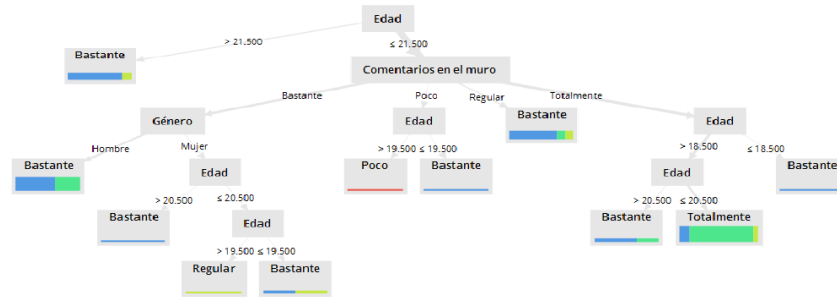 Edad
> 21.500
≤ 21.500
Bastante
Comentarios en el muro
Bastante
Poco
Regular
Totalmente
Género
Edad
Bastante
Edad
Hombre
Mujer
> 19.500 ≤ 19.500
> 18.500
≤ 18.500
Bastante
Edad
Poco
Bastante
Edad
Bastante
> 20.500
≤ 20.500
> 20.500 ≤ 20.500
Bastante
Edad
Bastante
Totalmente
> 19.500 ≤ 19.500
Regular
Bastante